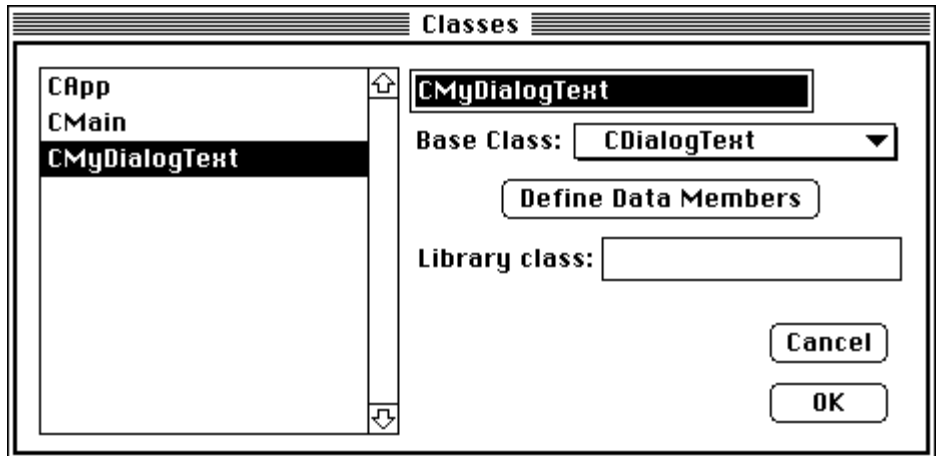 Classes
CApp
CMain
CMyDialogText
CMyDialogText
Base Class: CDialogText
Define Data Members
Library class:
Cancel
OK